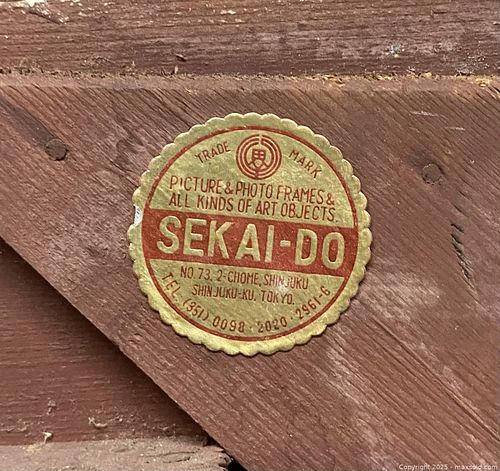 TRADE MARK
界
PICTURE & PHOTO FRAMES &
ALL KINDS OF ART OBJECTS
SEKAI-DO
NO. 73, 2-CHOME, SHINJUKU
SHINJUKU-KU, TOKYO.
TEL. (351) 0098 · 2020 · 2961-6
Copyright 2025 - maxsold.com